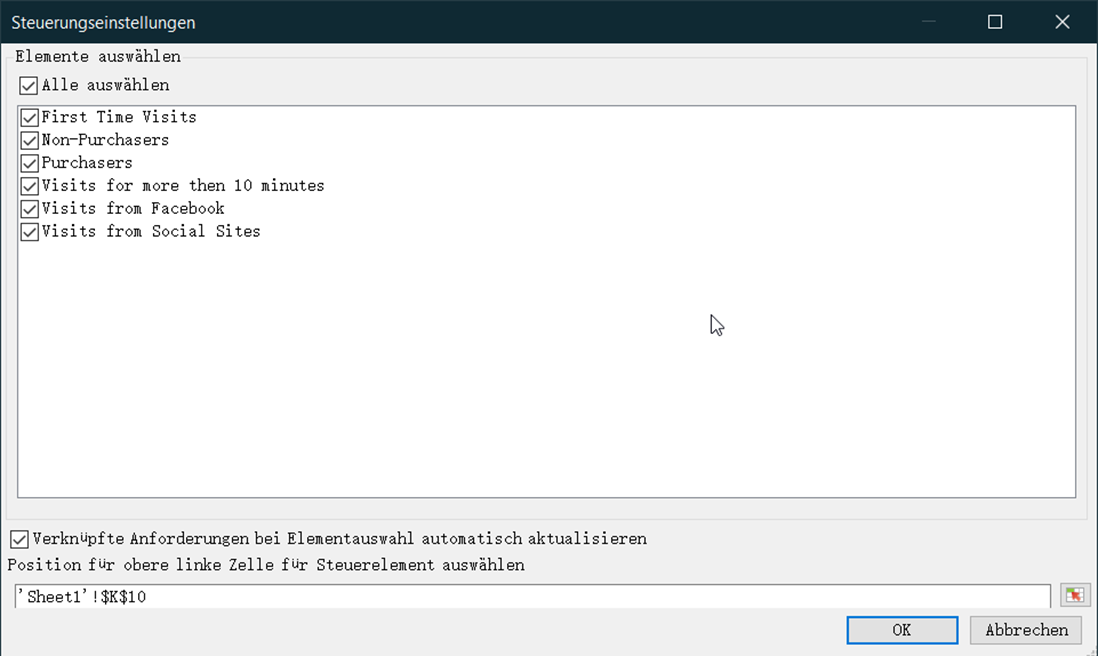 Steuerungseinstellungen
Elemente auswählen
Alle auswählen
First Time Visits
Non-Purchasers
Purchasers
Visits for more then 10 minutes
Visits from Facebook
Visits from Social Sites
Verknüpfte Anforderungen bei Elementauswahl automatisch aktualisieren
Position für obere linke Zelle für Steuerelement auswählen
'Sheet1'!$K$10
OK Abbrechen